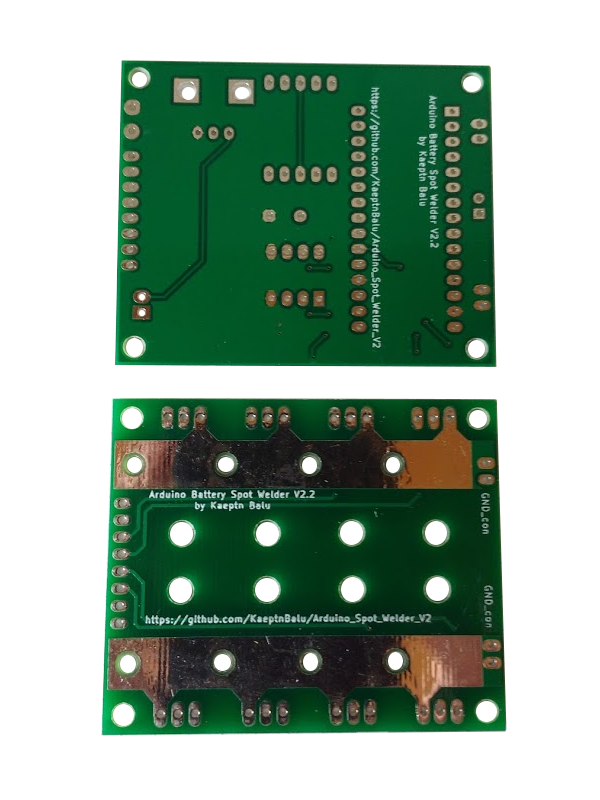 Arduino Battery Spot Welder V2.2
by Kaeptn Balu
https://github.com/KaeptnBalu/Arduino_Spot_Welder_V2
Arduino Battery Spot Welder V2.2
by Kaeptn Balu
GND_con
GND_con
https://github.com/KaeptnBalu/Arduino_Spot_Welder_V2